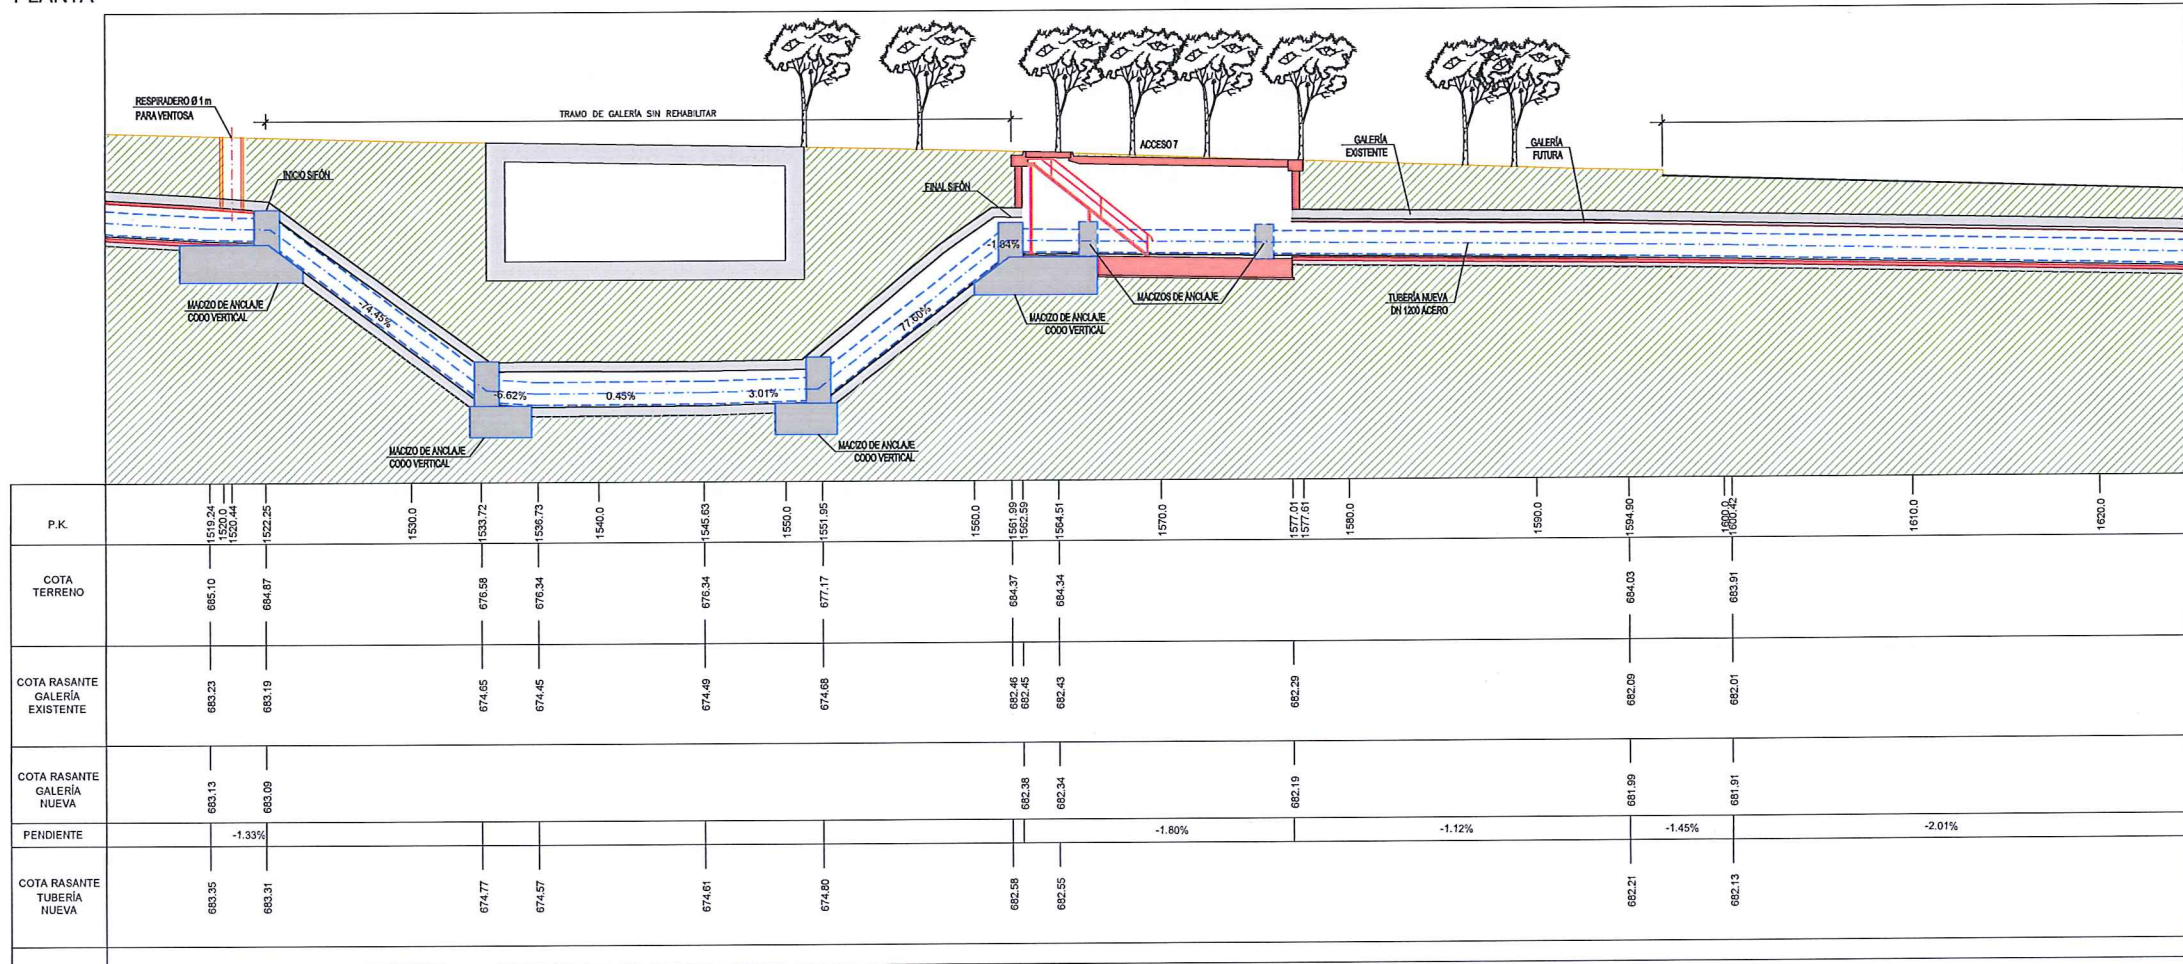 PLANTA
RESPIRADERO Ø 1 m
PARA VENTOSA
TRAMO DE GALERÍA SIN REHABILITAR
INICIO SIFÓN
FINAL SIFÓN
ACCESO 7
GALERÍA
EXISTENTE
GALERÍA
FUTURA
MACIZO DE ANCLAJE
CODO VERTICAL
-74.45%
-6.62%
0.45%
3.01%
77.60%
-1.84%
MACIZO DE ANCLAJE
CODO VERTICAL
MACIZO DE ANCLAJE
CODO VERTICAL
MACIZO DE ANCLAJE
CODO VERTICAL
MACIZOS DE ANCLAJE
TUBERÍA NUEVA
DN 1200 ACERO
P.K.
1519.24
1520.0
1520.44
1522.25
1530.0
1533.72
1536.73
1540.0
1545.63
1550.0
1551.95
1560.0
1561.99
1562.59
1564.51
1570.0
1577.01
1577.61
1580.0
1590.0
1594.90
1600.0
1600.42
1610.0
1620.0
COTA
TERRENO
685.10
684.87
676.58
676.34
676.34
677.17
684.37
684.34
684.03
683.91
COTA RASANTE
GALERÍA
EXISTENTE
683.23
683.19
674.65
674.45
674.49
674.68
682.46
682.45
682.43
682.29
682.09
682.01
COTA RASANTE
GALERÍA
NUEVA
683.13
683.09
682.38
682.34
682.19
681.99
681.91
PENDIENTE
-1.33%
-1.80%
-1.12%
-1.45%
-2.01%
COTA RASANTE
TUBERÍA
NUEVA
683.35
683.31
674.77
674.57
674.61
674.80
682.58
682.55
682.21
682.13